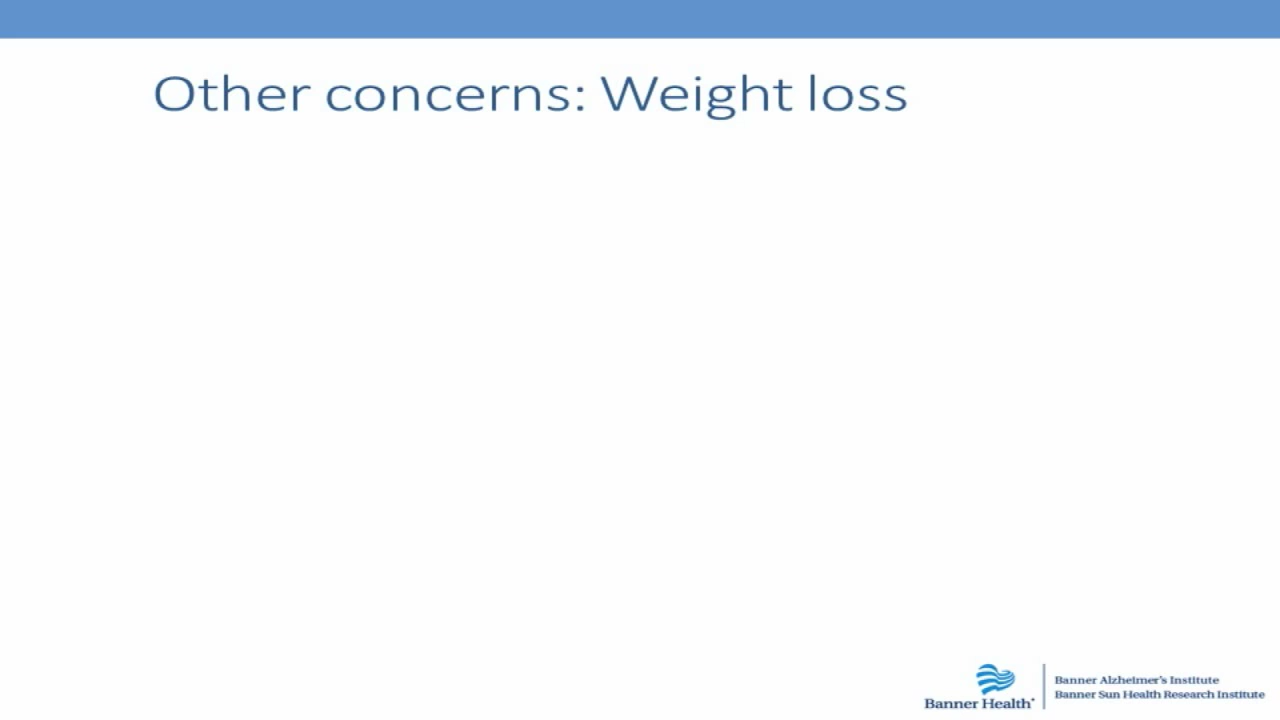 Other concerns: Weight loss
Banner Health®
Banner Alzheimer's Institute
Banner Sun Health Research Institute